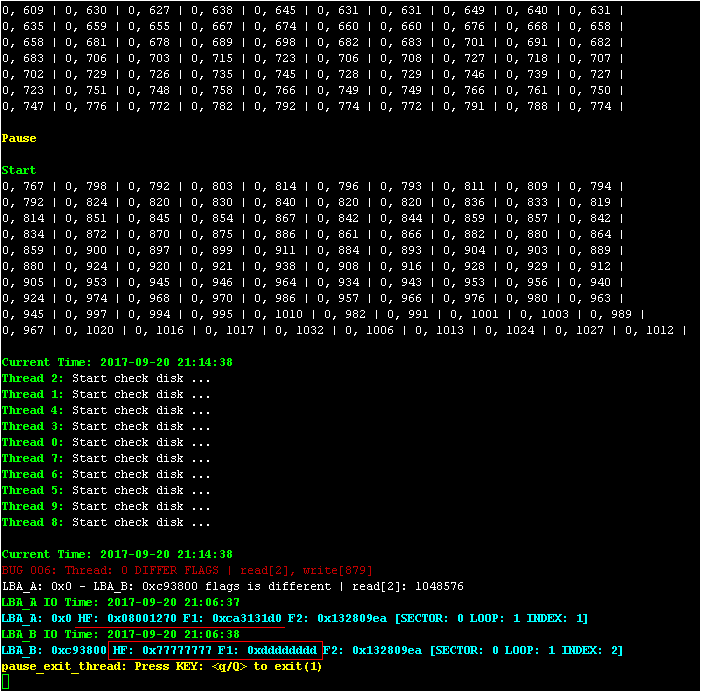 0, 609 | 0, 630 | 0, 627 | 0, 638 | 0, 645 | 0, 631 | 0, 631 | 0, 649 | 0, 640 | 0, 631 |
0, 635 | 0, 659 | 0, 655 | 0, 667 | 0, 674 | 0, 660 | 0, 660 | 0, 676 | 0, 668 | 0, 658 |
0, 658 | 0, 681 | 0, 678 | 0, 689 | 0, 698 | 0, 682 | 0, 683 | 0, 701 | 0, 691 | 0, 682 |
0, 683 | 0, 706 | 0, 703 | 0, 715 | 0, 723 | 0, 706 | 0, 708 | 0, 727 | 0, 718 | 0, 707 |
0, 702 | 0, 729 | 0, 726 | 0, 735 | 0, 745 | 0, 728 | 0, 729 | 0, 746 | 0, 739 | 0, 727 |
0, 723 | 0, 751 | 0, 748 | 0, 758 | 0, 766 | 0, 749 | 0, 749 | 0, 766 | 0, 761 | 0, 750 |
0, 747 | 0, 776 | 0, 772 | 0, 782 | 0, 792 | 0, 774 | 0, 772 | 0, 791 | 0, 788 | 0, 774 |
Pause
Start
0, 767 | 0, 798 | 0, 792 | 0, 803 | 0, 814 | 0, 796 | 0, 793 | 0, 811 | 0, 809 | 0, 794 |
0, 792 | 0, 824 | 0, 820 | 0, 830 | 0, 840 | 0, 820 | 0, 820 | 0, 836 | 0, 833 | 0, 819 |
0, 814 | 0, 851 | 0, 845 | 0, 854 | 0, 867 | 0, 842 | 0, 844 | 0, 859 | 0, 857 | 0, 842 |
0, 834 | 0, 872 | 0, 870 | 0, 875 | 0, 886 | 0, 861 | 0, 866 | 0, 882 | 0, 880 | 0, 864 |
0, 859 | 0, 900 | 0, 897 | 0, 899 | 0, 911 | 0, 884 | 0, 893 | 0, 904 | 0, 903 | 0, 889 |
0, 880 | 0, 924 | 0, 920 | 0, 921 | 0, 938 | 0, 908 | 0, 916 | 0, 928 | 0, 929 | 0, 912 |
0, 905 | 0, 953 | 0, 945 | 0, 946 | 0, 964 | 0, 934 | 0, 943 | 0, 953 | 0, 956 | 0, 940 |
0, 924 | 0, 974 | 0, 968 | 0, 970 | 0, 986 | 0, 957 | 0, 966 | 0, 976 | 0, 980 | 0, 963 |
0, 945 | 0, 997 | 0, 994 | 0, 995 | 0, 1010 | 0, 982 | 0, 991 | 0, 1001 | 0, 1003 | 0, 989 |
0, 967 | 0, 1020 | 0, 1016 | 0, 1017 | 0, 1032 | 0, 1006 | 0, 1013 | 0, 1024 | 0, 1027 | 0, 1012 |
Current Time: 2017-09-20 21:14:38
Thread 2: Start check disk ...
Thread 1: Start check disk ...
Thread 4: Start check disk ...
Thread 3: Start check disk ...
Thread 0: Start check disk ...
Thread 7: Start check disk ...
Thread 6: Start check disk ...
Thread 5: Start check disk ...
Thread 9: Start check disk ...
Thread 8: Start check disk ...
Current Time: 2017-09-20 21:14:38
BUG 006: Thread: 0 DIFFER FLAGS | read[2], write[879]
LBA_A: 0x0 - LBA_B: 0xc93800 flags is different | read[2]: 1048576
LBA_A IO Time: 2017-09-20 21:06:37
LBA_A: 0x0 HF: 0x08001270 F1: 0xca3131d0 F2: 0x132809ea [SECTOR: 0 LOOP: 1 INDEX: 1]
LBA_B IO Time: 2017-09-20 21:06:38
LBA_B: 0xc93800 HF: 0x77777777 F1: 0xdddddddd F2: 0x132809ea [SECTOR: 0 LOOP: 1 INDEX: 2]
pause_exit_thread: Press KEY: <q/Q> to exit(1)